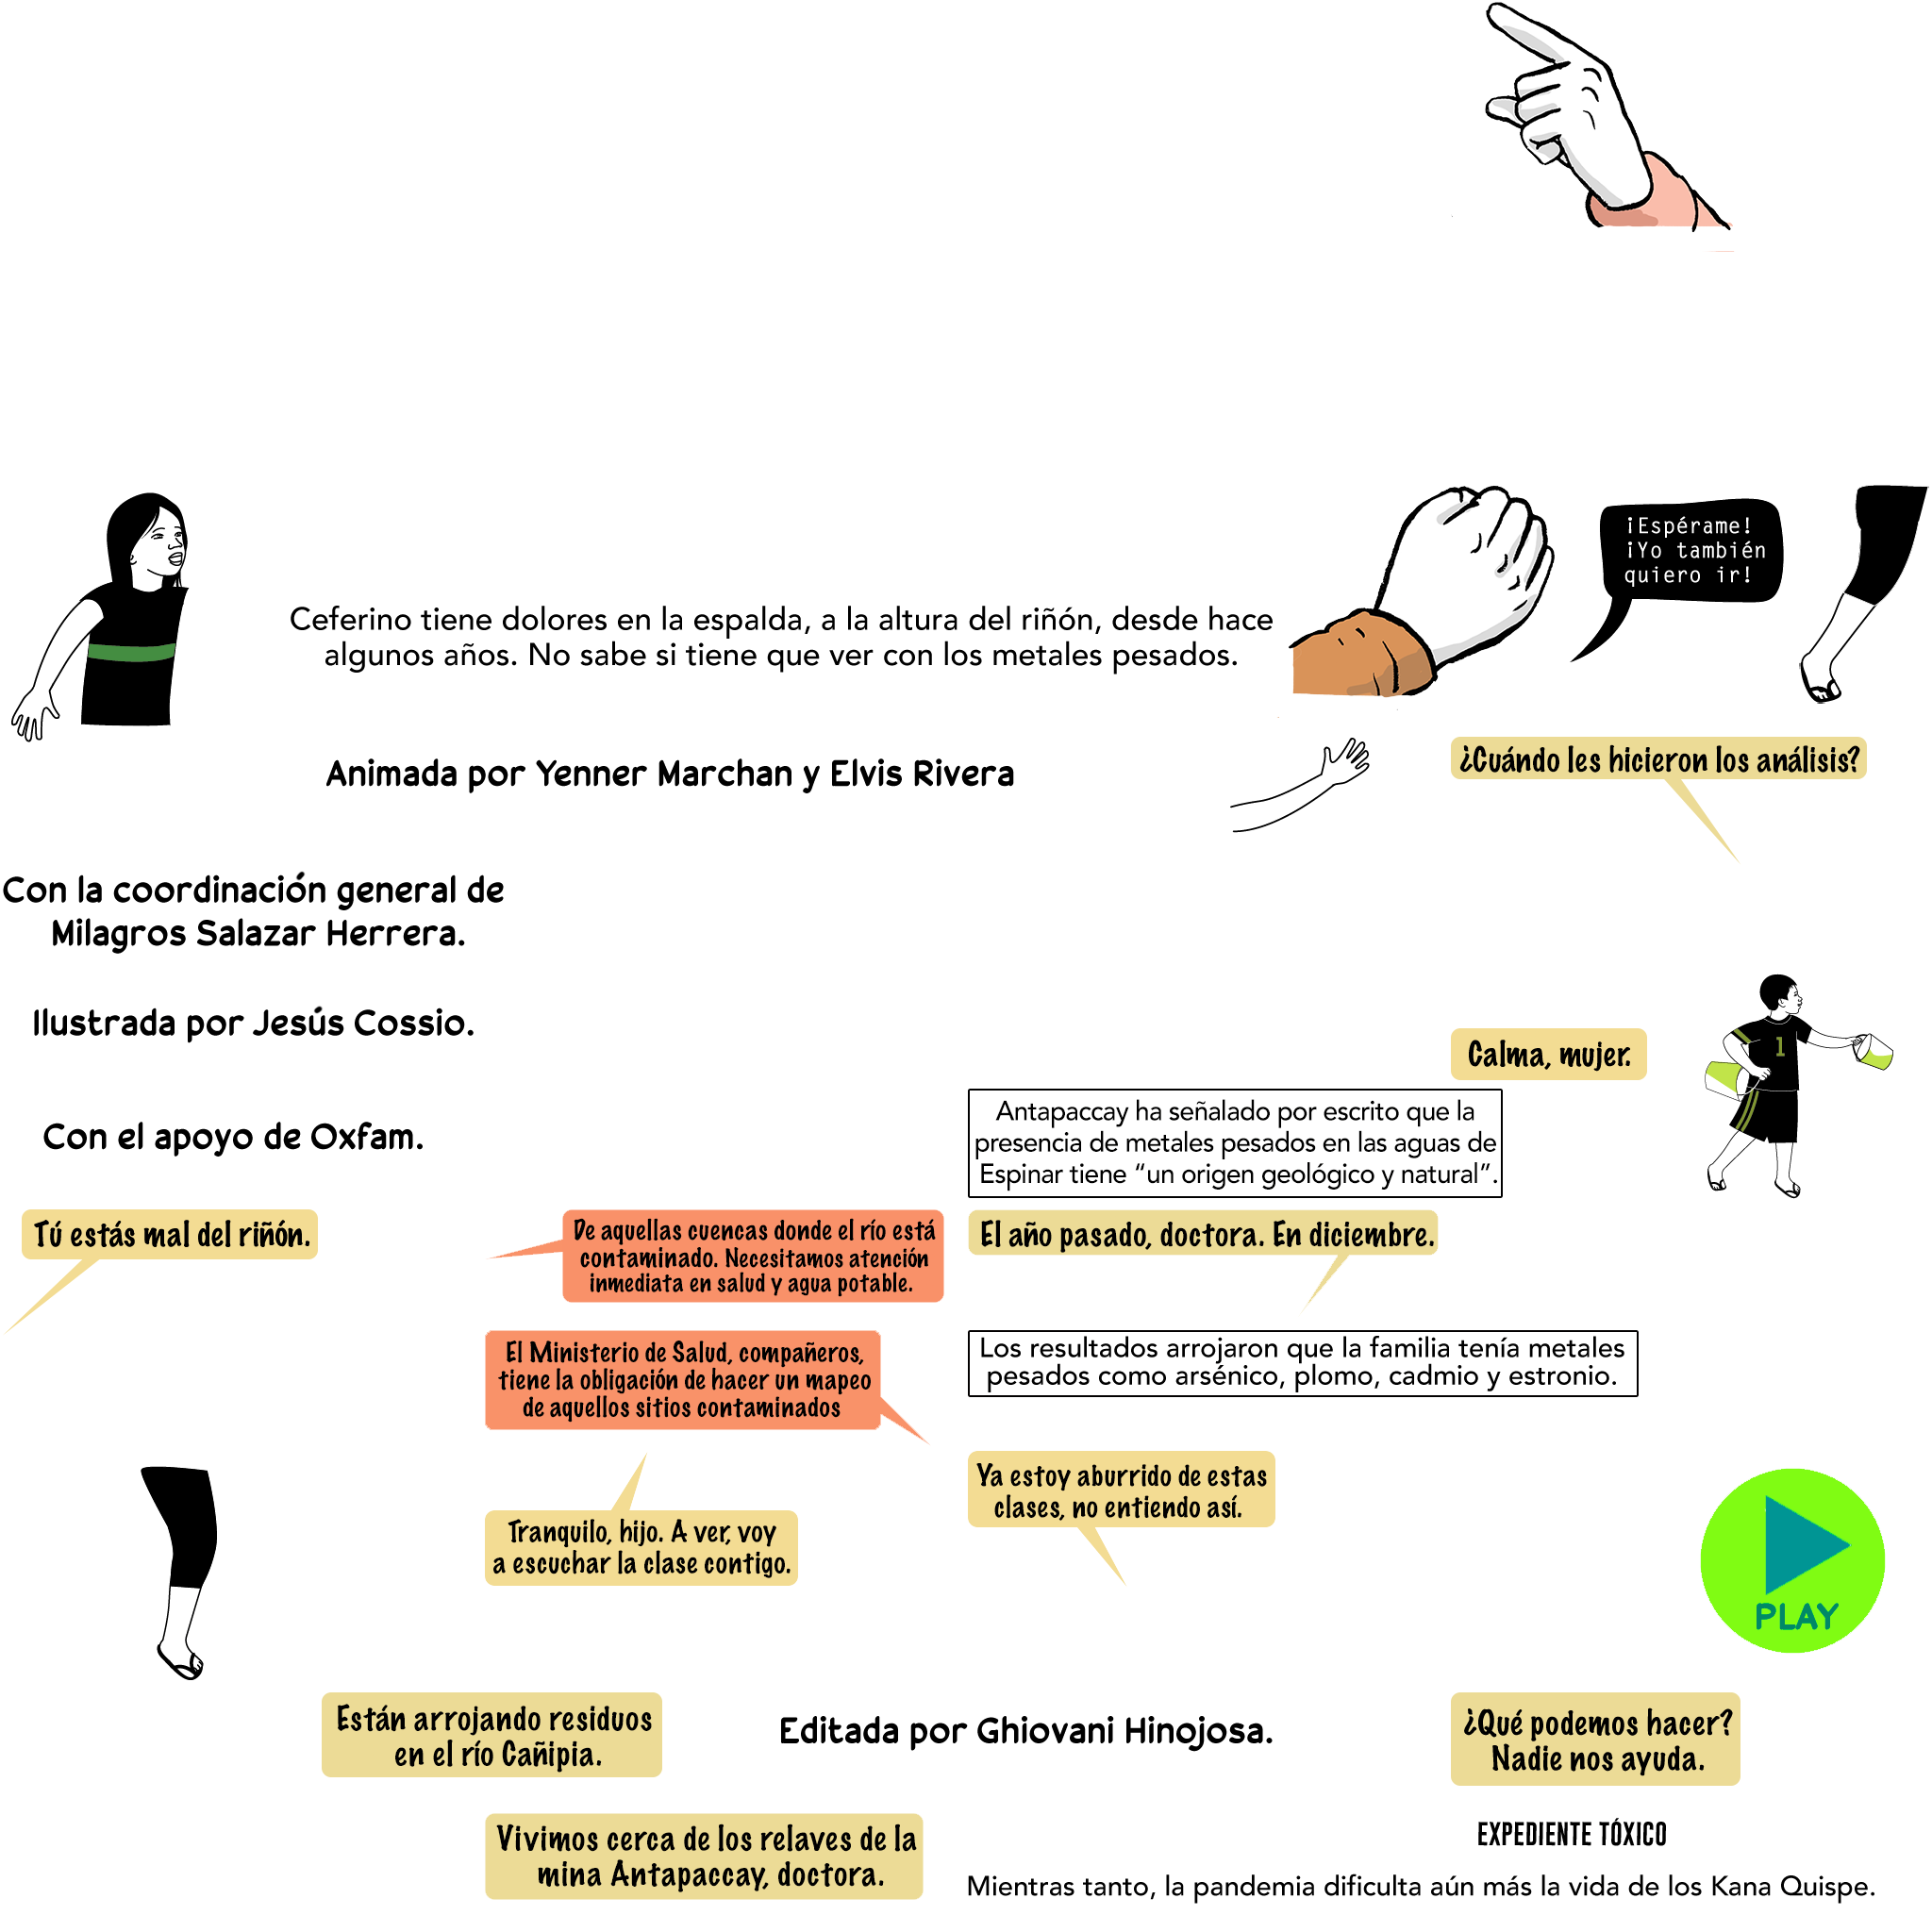 ¡Espérame!
¡Yo también
quiero ir!
Ceferino tiene dolores en la espalda, a la altura del riñón, desde hace
algunos años. No sabe si tiene que ver con los metales pesados.
Animada por Yenner Marchan y Elvis Rivera
¿Cuándo les hicieron los análisis?
Con la coordinación general de
Milagros Salazar Herrera.
Ilustrada por Jesús Cossio.
1
Calma, mujer.
Con el apoyo de Oxfam.
Antapaccay ha señalado por escrito que la
presencia de metales pesados en las aguas de
Espinar tiene “un origen geológico y natural”.
Tú estás mal del riñón.
De aquellas cuencas donde el río está
contaminado. Necesitamos atención
inmediata en salud y agua potable.
El año pasado, doctora. En diciembre.
El Ministerio de Salud, compañeros,
tiene la obligación de hacer un mapeo
de aquellos sitios contaminados
Los resultados arrojaron que la familia tenía metales
pesados como arsénico, plomo, cadmio y estronio.
Tranquilo, hijo. A ver, voy
a escuchar la clase contigo.
Ya estoy aburrido de estas
clases, no entiendo así.
PLAY
Están arrojando residuos
en el río Cañipia.
Editada por Ghiovani Hinojosa.
¿Qué podemos hacer?
Nadie nos ayuda.
Vivimos cerca de los relaves de la
mina Antapaccay, doctora.
EXPEDIENTE TÓXICO
Mientras tanto, la pandemia dificulta aún más la vida de los Kana Quispe.